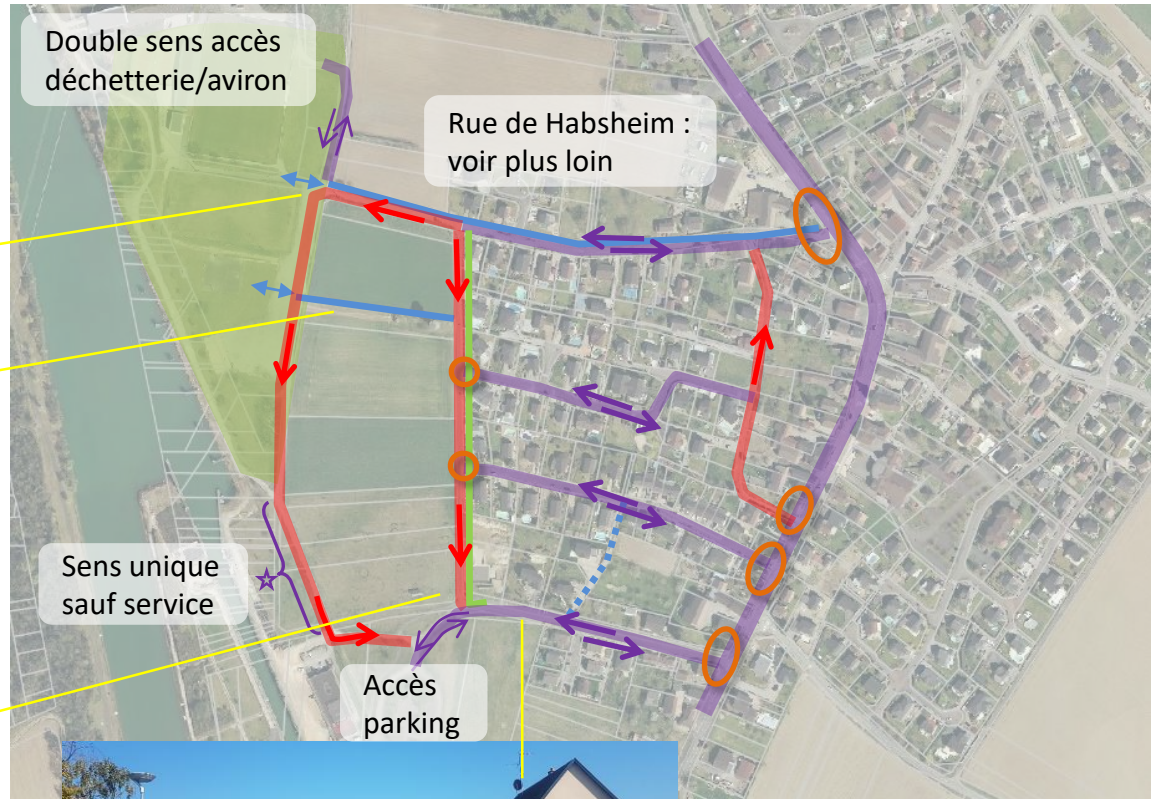 Double sens accès
déchetterie/aviron
Rue de Habsheim :
voir plus loin
Sens unique
sauf service
Accès
parking